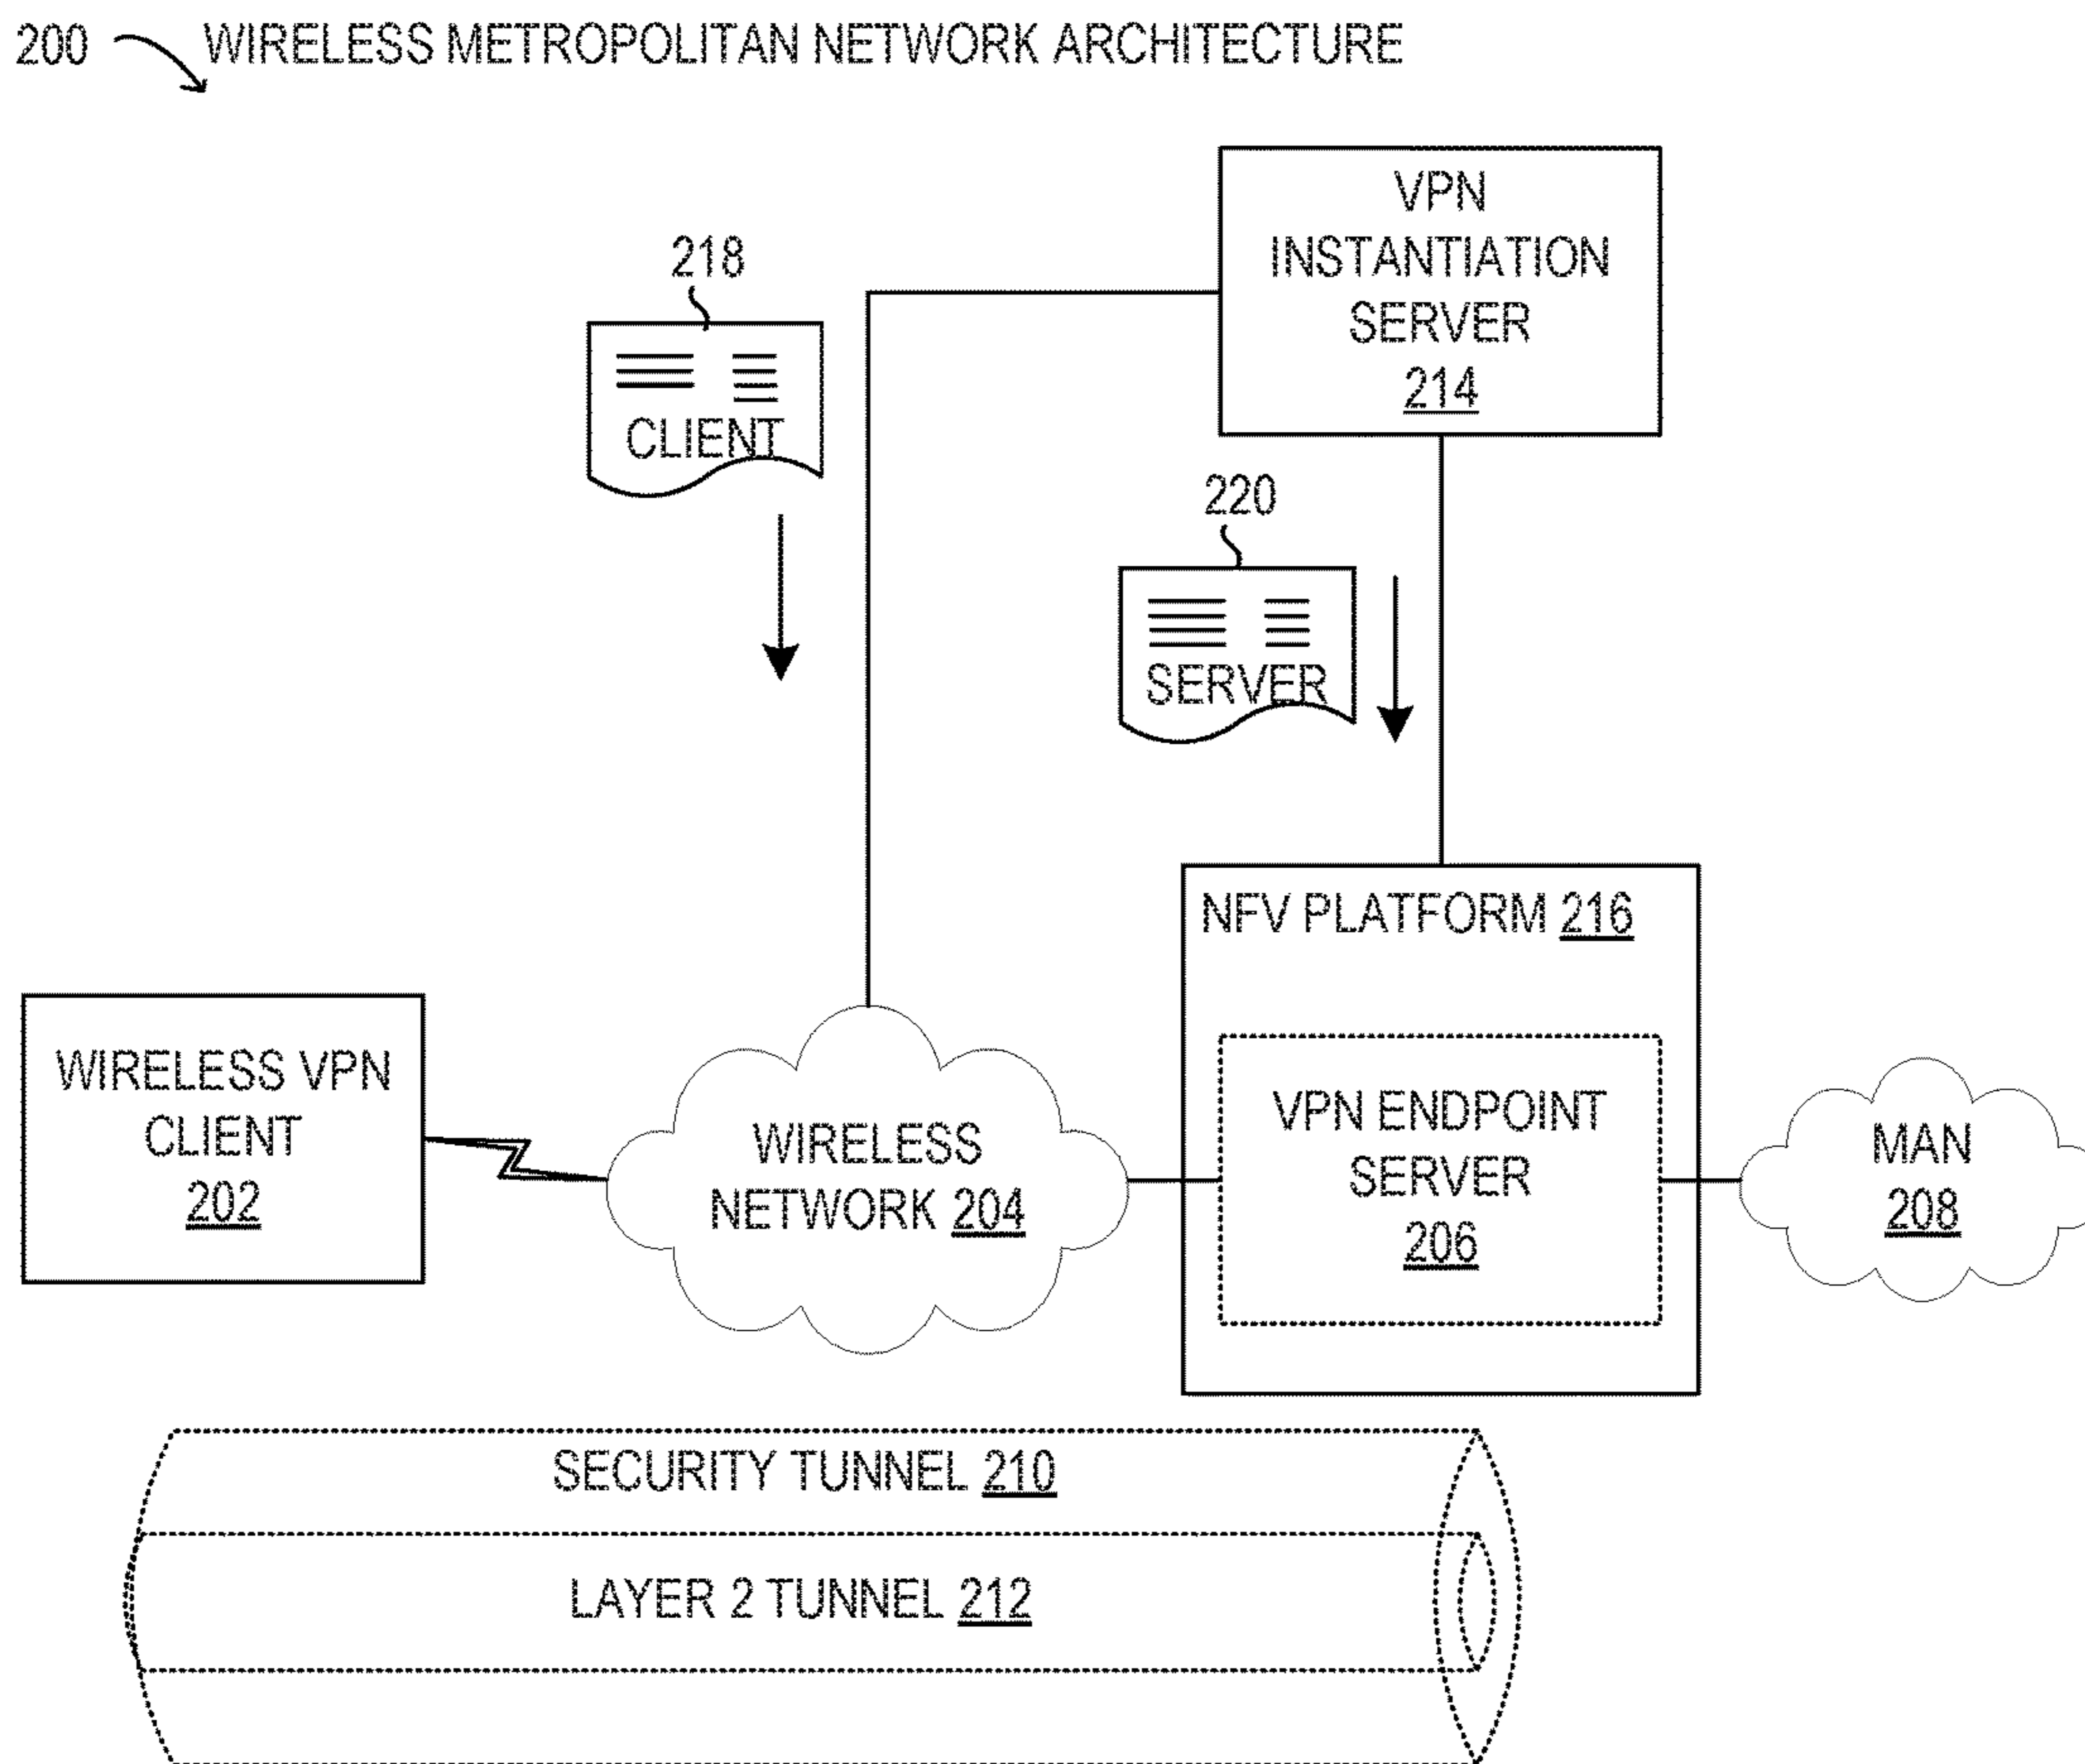 200 WIRELESS METROPOLITAN NETWORK ARCHITECTURE
VPN
INSTANTIATION
SERVER
214
218
CLIENT
220
SERVER
NFV PLATFORM 216
WIRELESS VPN
CLIENT
202
WIRELESS
NETWORK 204
VPN ENDPOINT
SERVER
206
MAN
208
SECURITY TUNNEL 210
LAYER 2 TUNNEL 212